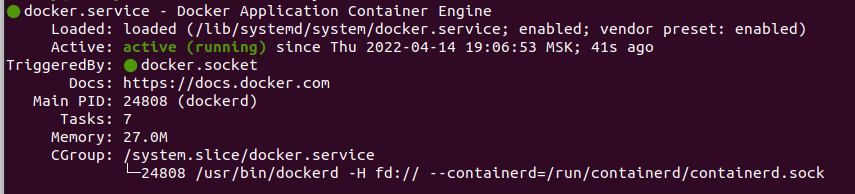 ● docker.service - Docker Application Container Engine
Loaded: loaded (/lib/systemd/system/docker.service; enabled; vendor preset: enabled)
Active: active (running) since Thu 2022-04-14 19:06:53 MSK; 41s ago
TriggeredBy: ● docker.socket
Docs: https://docs.docker.com
Main PID: 24808 (dockerd)
Tasks: 7
Memory: 27.0M
CGroup: /system.slice/docker.service
└─24808 /usr/bin/dockerd -H fd:// --containerd=/run/containerd/containerd.sock